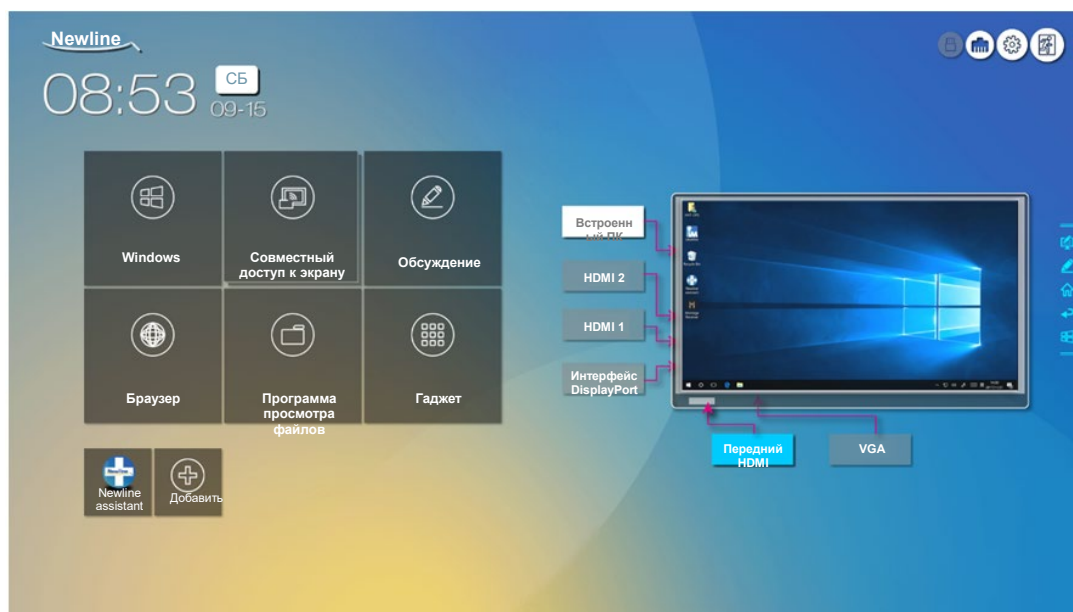 Newline
08:53
СБ
09-15
Windows
Совместный
доступ к экрану
Обсуждение
Браузер
Программа
просмотра
файлов
Гаджет
Newline
assistant
Добавить
Встроенн
ый ПК
HDMI 2
HDMI 1
Интерфейс
DisplayPort
Передний
HDMI
VGA